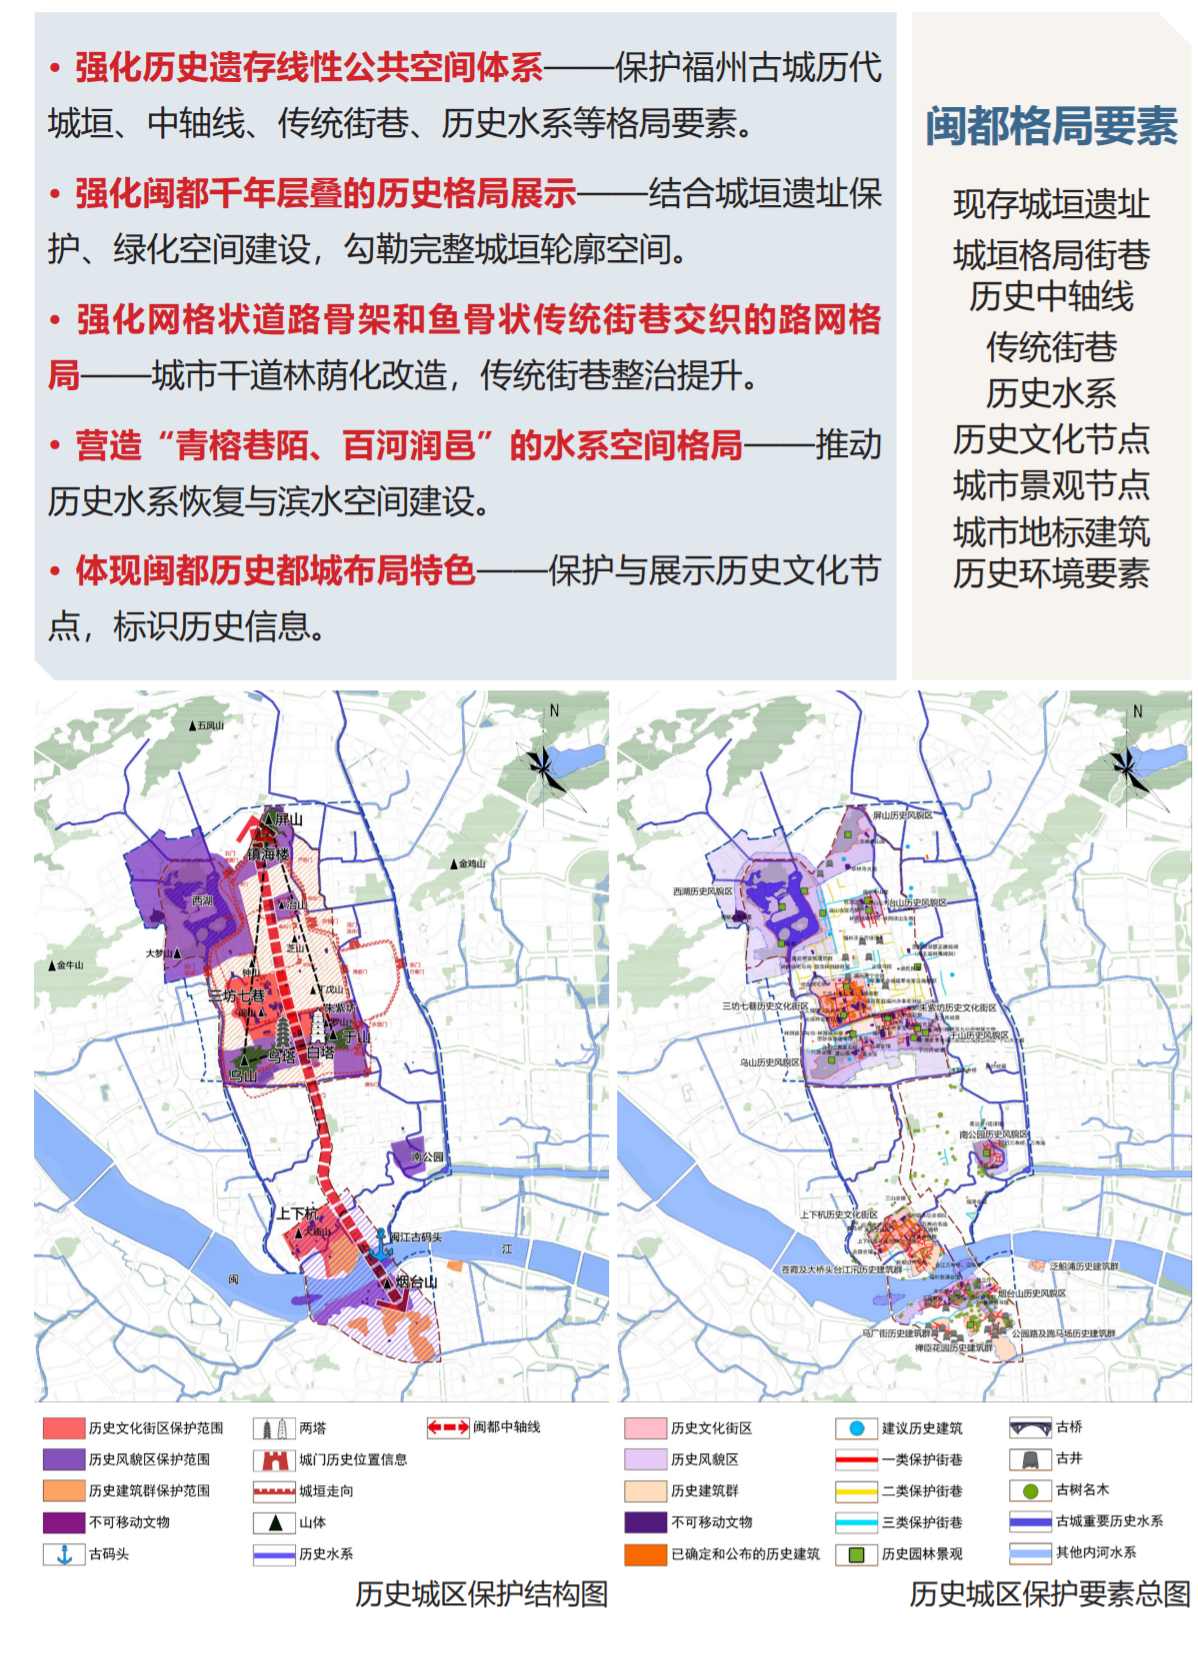 • 强化历史遗存线性公共空间体系——保护福州古城历代
城垣、中轴线、传统街巷、历史水系等格局要素。
• 强化闽都千年层叠的历史格局展示——结合城垣遗址保
护、绿化空间建设，勾勒完整城垣轮廓空间。
• 强化网格状道路骨架和鱼骨状传统街巷交织的路网格
局——城市干道林荫化改造，传统街巷整治提升。
• 营造“青榕巷陌、百河润邑”的水系空间格局——推动
历史水系恢复与滨水空间建设。
• 体现闽都历史都城布局特色——保护与展示历史文化节
点，标识历史信息。
闽都格局要素
现存城垣遗址
城垣格局街巷
历史中轴线
传统街巷
历史水系
历史文化节点
城市景观节点
城市地标建筑
历史环境要素
N
五凤山
屏山
镇海楼
金鸡山
西湖
冶山
芝山
大梦山
金牛山
钟山
三坊七巷
丁戊山
朱紫坊
于山
乌塔
白塔
乌山
南公园
上下杭
大庙山
闽江古码头
江
闽
烟台山
N
屏山历史风貌区
西湖历史风貌区
冶山历史风貌区
三坊七巷历史文化街区
朱紫坊历史文化街区
于山历史风貌区
乌山历史风貌区
南公园历史风貌区
三山会馆
上下杭历史文化街区
苍霞及大桥头台江汛历史建筑群
泛船浦历史建筑群
烟台山历史风貌区
马厂街历史建筑群
公园路及跑马场历史建筑群
禅臣花园历史建筑群
历史文化街区保护范围
两塔
闽都中轴线
历史风貌区保护范围
城门历史位置信息
历史建筑群保护范围
城垣走向
不可移动文物
山体
古码头
历史水系
历史城区保护结构图
历史文化街区
建议历史建筑
古桥
历史风貌区
一类保护街巷
古井
历史建筑群
二类保护街巷
古树名木
不可移动文物
三类保护街巷
古城重要历史水系
已确定和公布的历史建筑
历史园林景观
其他内河水系
历史城区保护要素总图